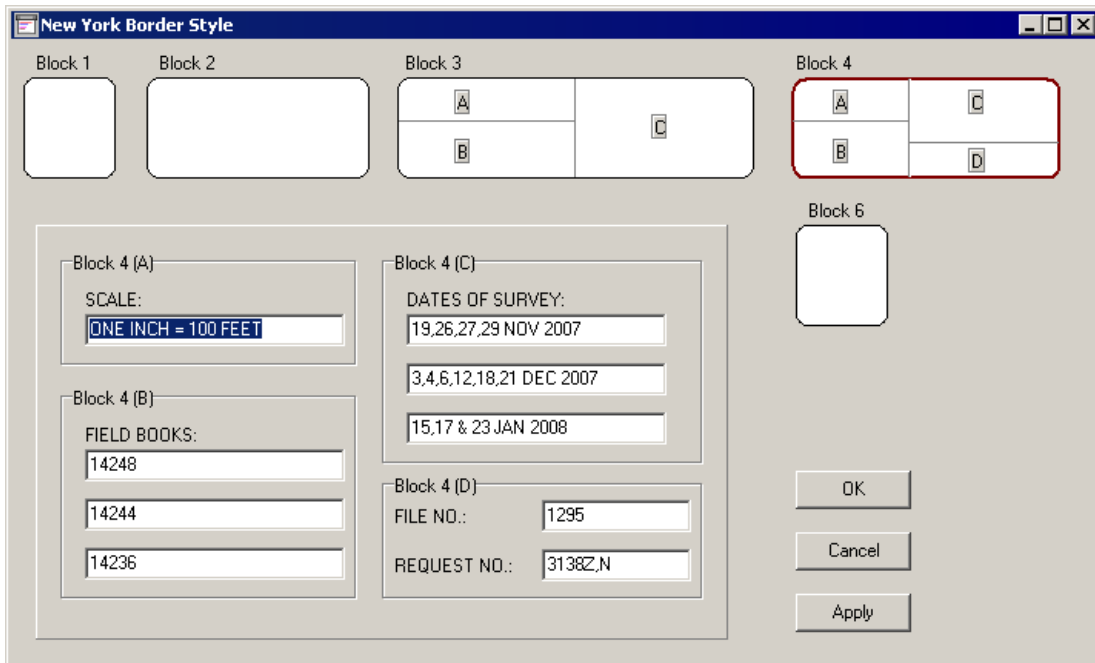 New York Border Style
Block 1
Block 2
Block 3
Block 4
A
B
C
A
B
C
D
Block 6
Block 4 (A)
SCALE:
ONE INCH = 100 FEET
Block 4 (B)
FIELD BOOKS:
14248
14244
14236
Block 4 (C)
DATES OF SURVEY:
19,26,27,29 NOV 2007
3,4,6,12,18,21 DEC 2007
15,17 & 23 JAN 2008
Block 4 (D)
FILE NO.:
1295
REQUEST NO.:
3138Z,N
OK
Cancel
Apply